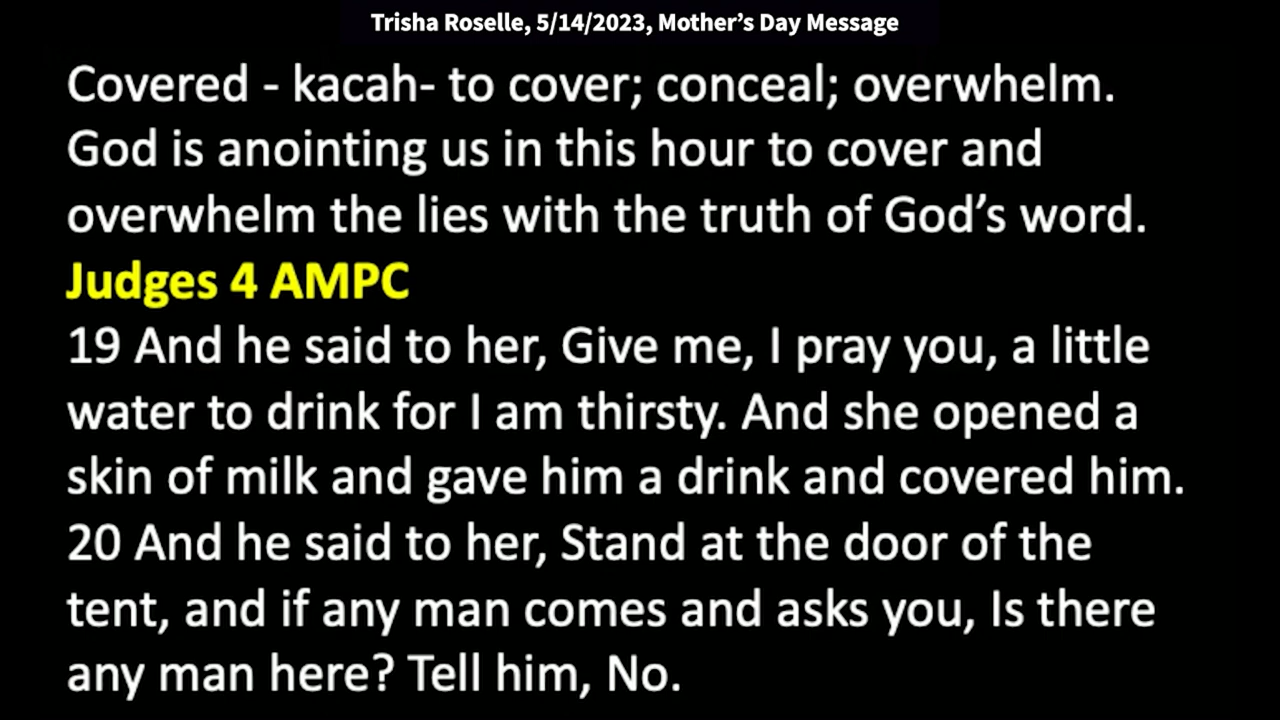 Trisha Roselle, 5/14/2023, Mother’s Day Message
Covered - kacah- to cover; conceal; overwhelm.
God is anointing us in this hour to cover and
overwhelm the lies with the truth of God’s word.
Judges 4 AMPC
19 And he said to her, Give me, I pray you, a little
water to drink for I am thirsty. And she opened a
skin of milk and gave him a drink and covered him.
20 And he said to her, Stand at the door of the
tent, and if any man comes and asks you, Is there
any man here? Tell him, No.